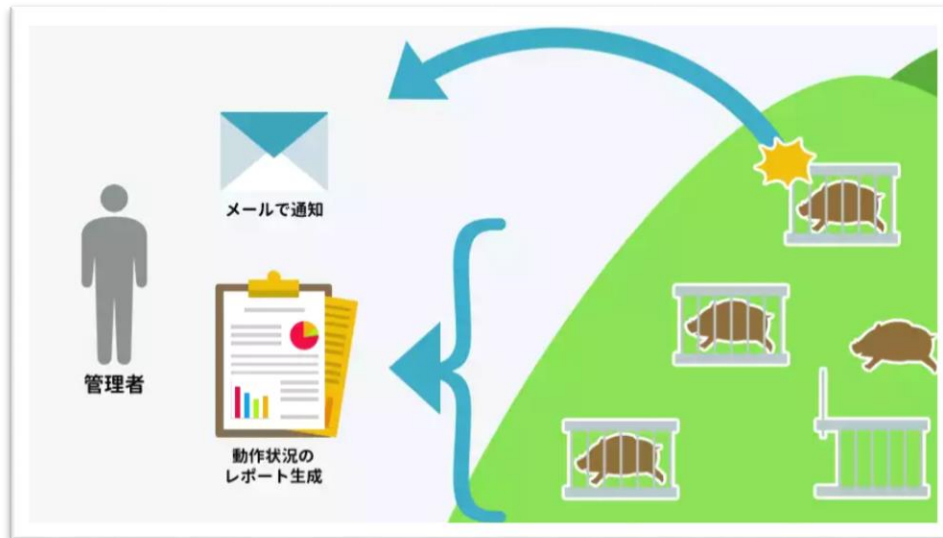 メールで通知
管理者
動作状況の
レポート生成